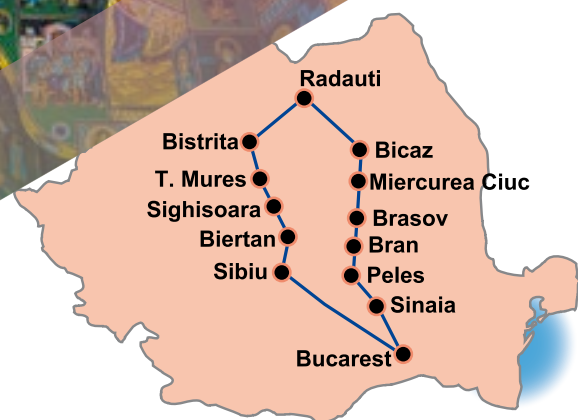 Radauti
Bistrita
Bicaz
T. Mures
Miercurea Ciuc
Sighisoara
Brasov
Biertan
Bran
Sibiu
Peles
Sinaia
Bucarest